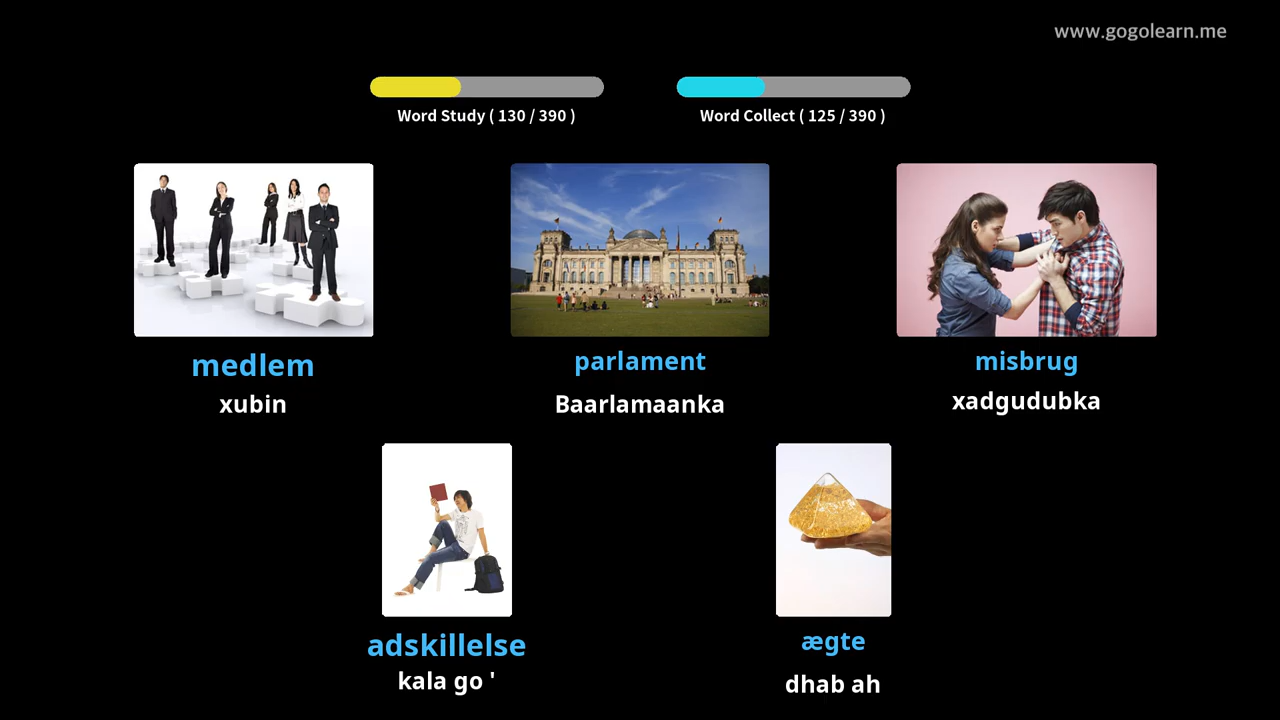 www.gogolearn.me
Word Study ( 130 / 390 )
Word Collect ( 125 / 390 )
medlem
xubin
parlament
Baarlamaanka
misbrug
xadgudubka
adskillelse
kala go '
ægte
dhab ah